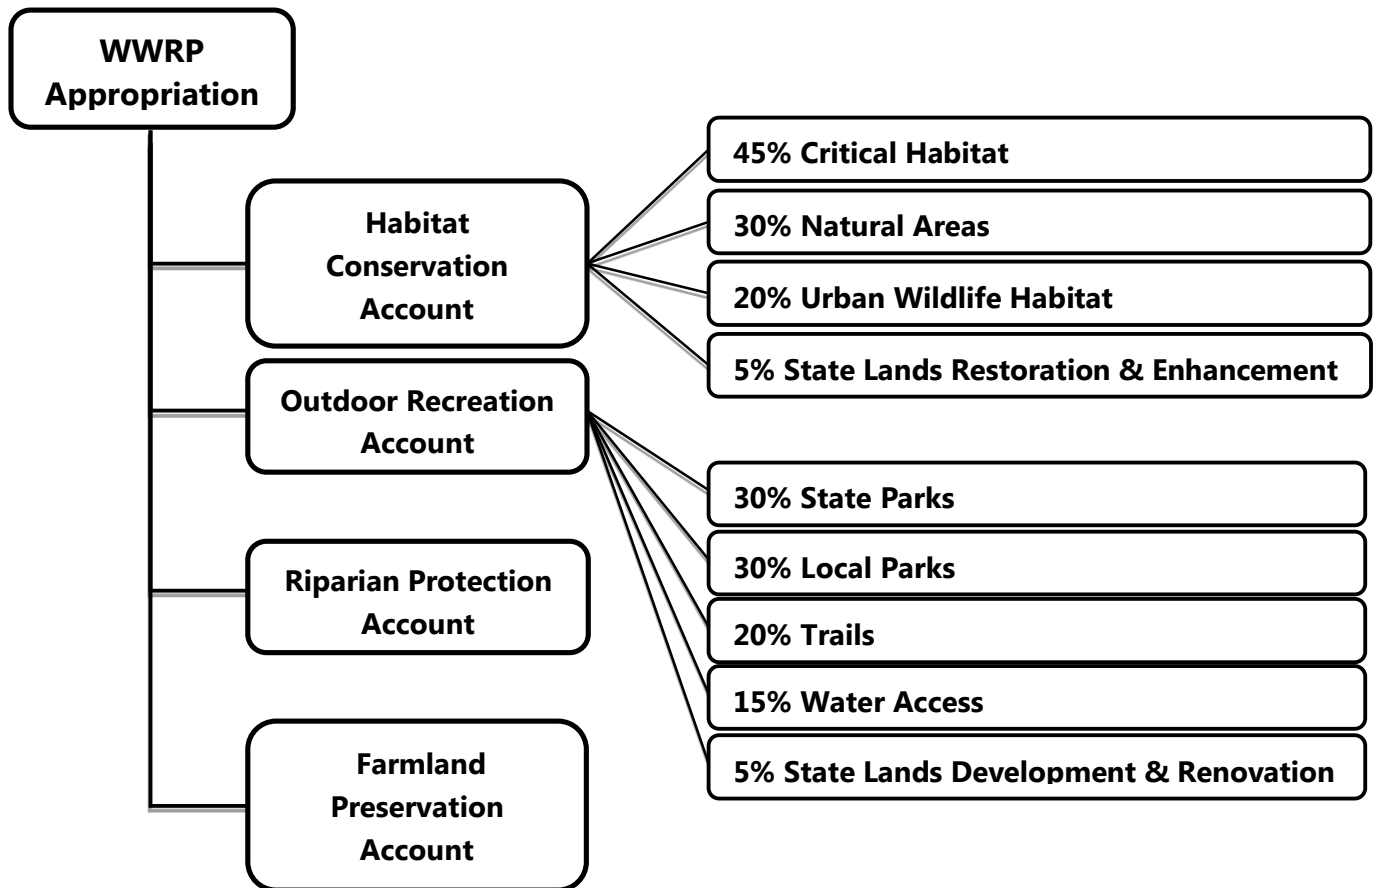 WWRP
Appropriation
Habitat
Conservation
Account
45% Critical Habitat
30% Natural Areas
20% Urban Wildlife Habitat
5% State Lands Restoration & Enhancement
Outdoor Recreation
Account
30% State Parks
30% Local Parks
20% Trails
15% Water Access
5% State Lands Development & Renovation
Riparian Protection
Account
Farmland
Preservation
Account